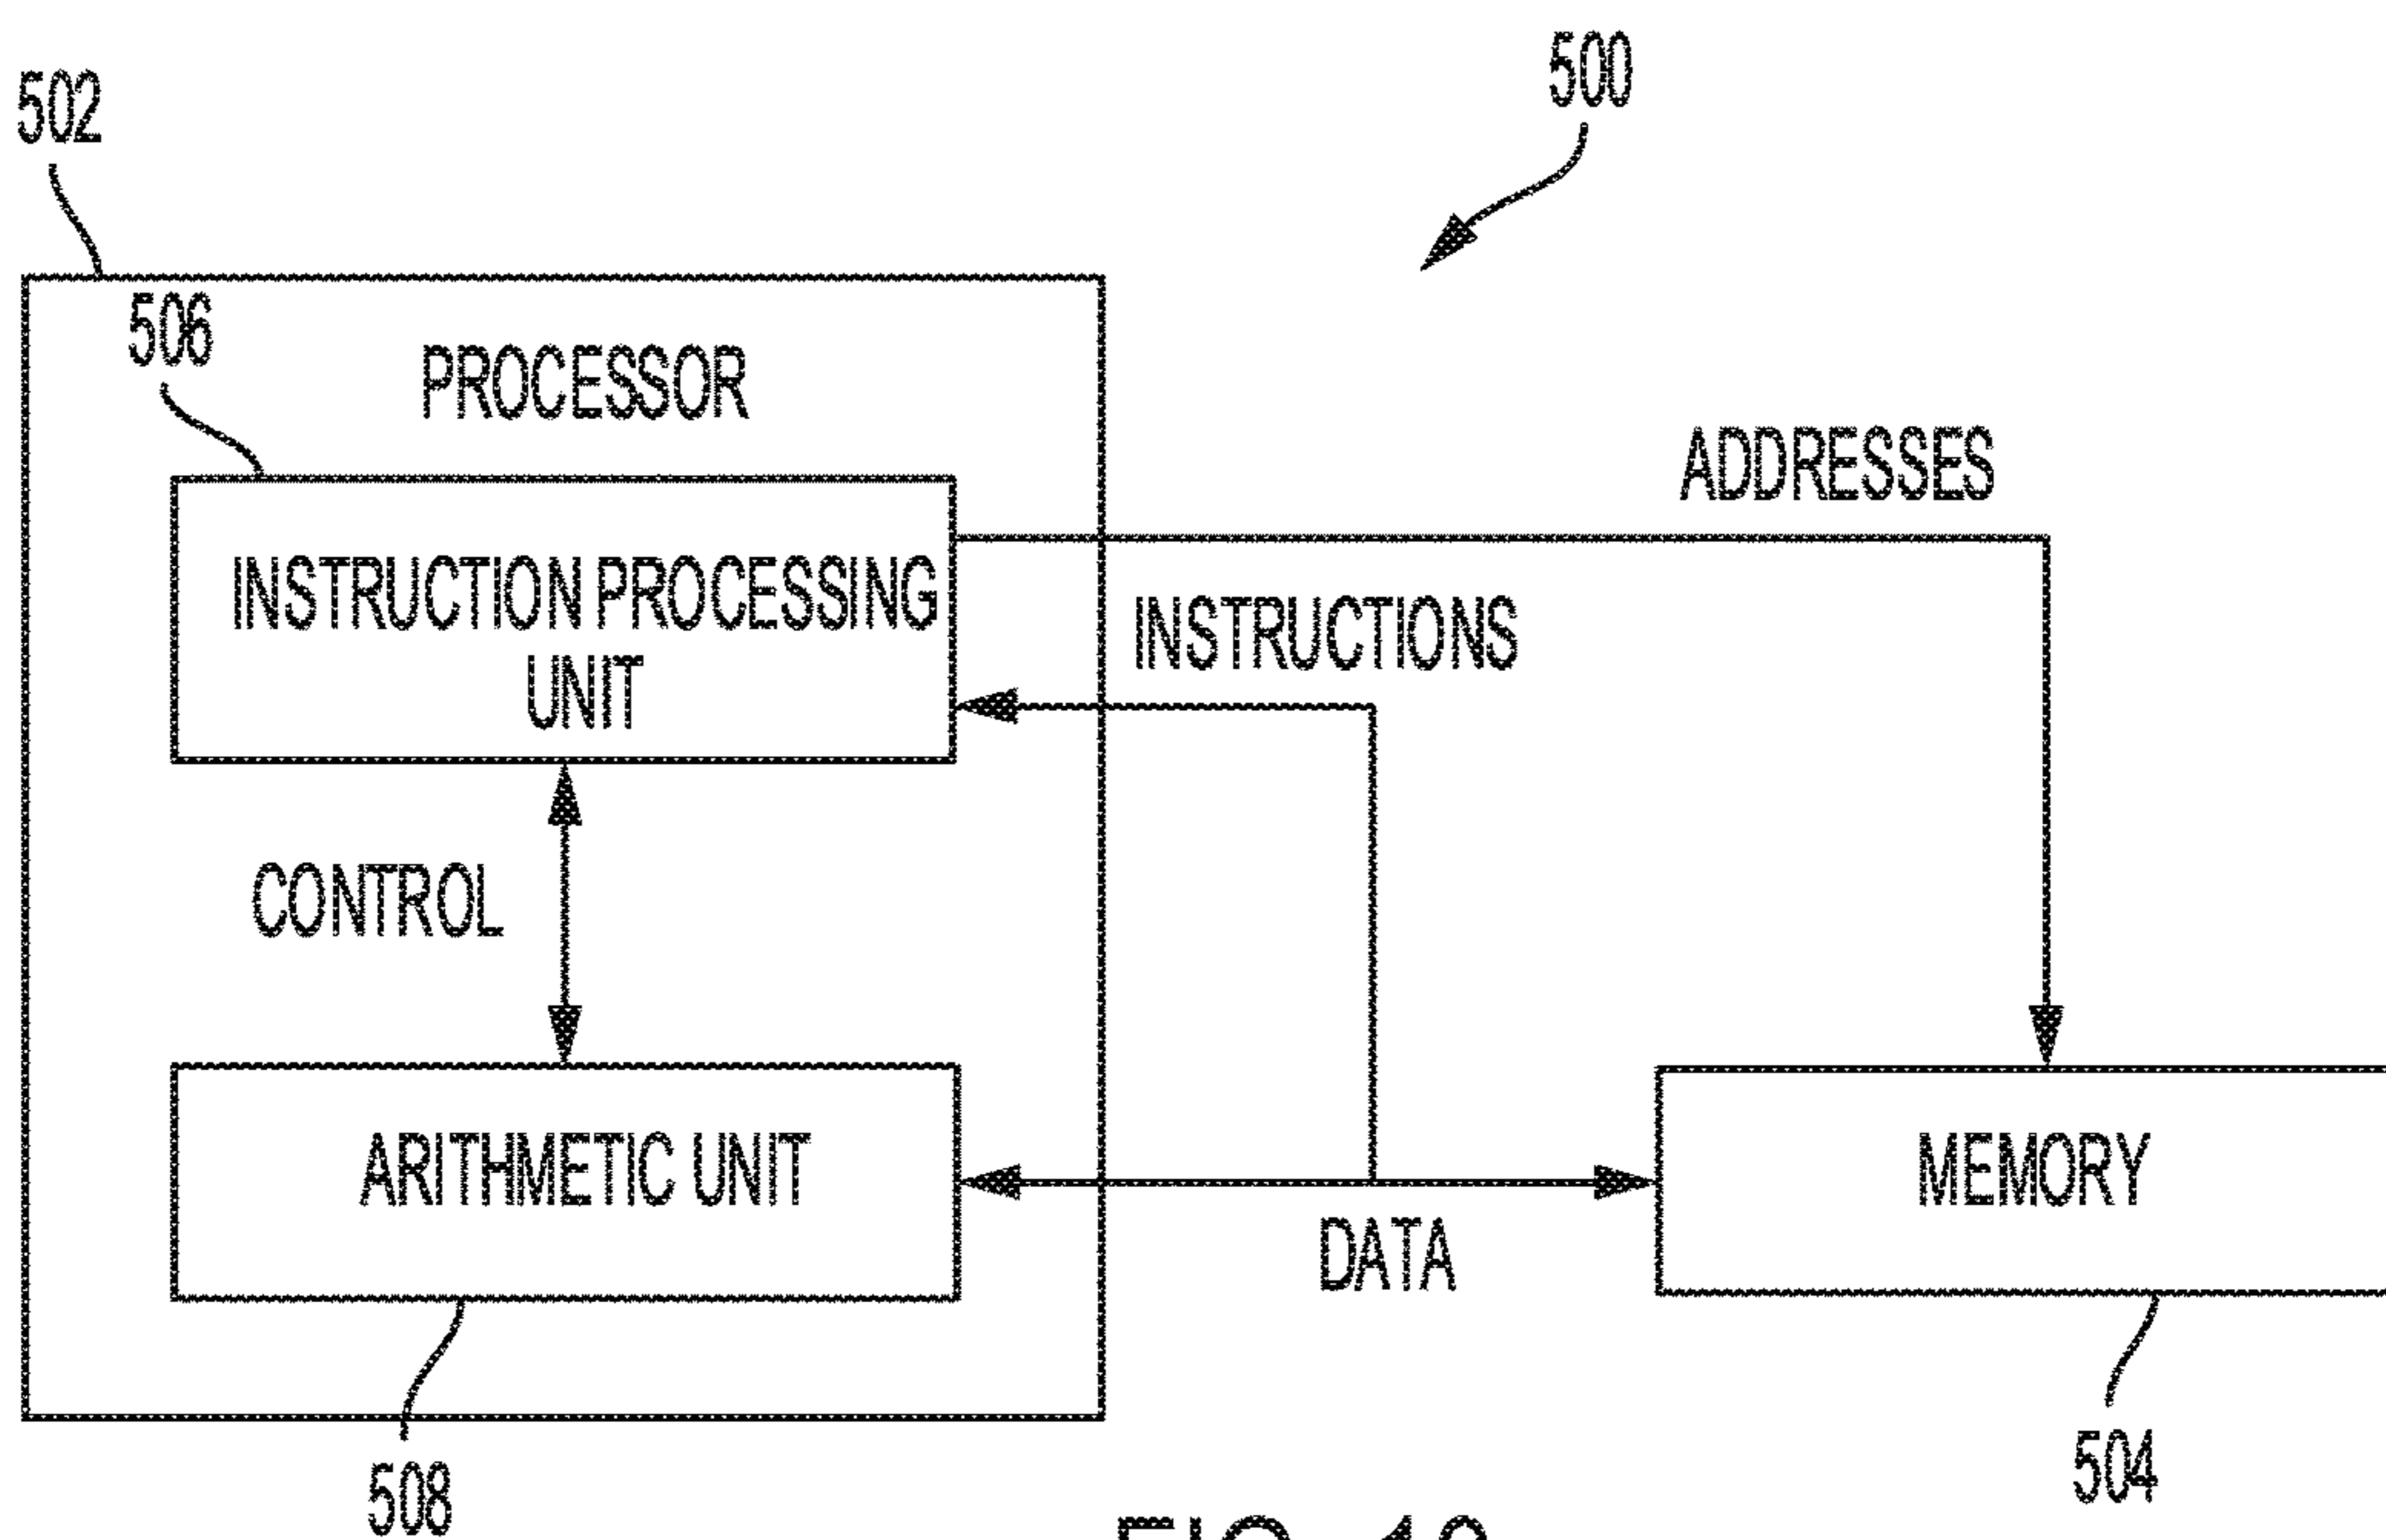 500
502
506
PROCESSOR
ADDRESSES
INSTRUCTION PROCESSING
UNIT
INSTRUCTIONS
CONTROL
ARITHMETIC UNIT
MEMORY
DATA
504
508